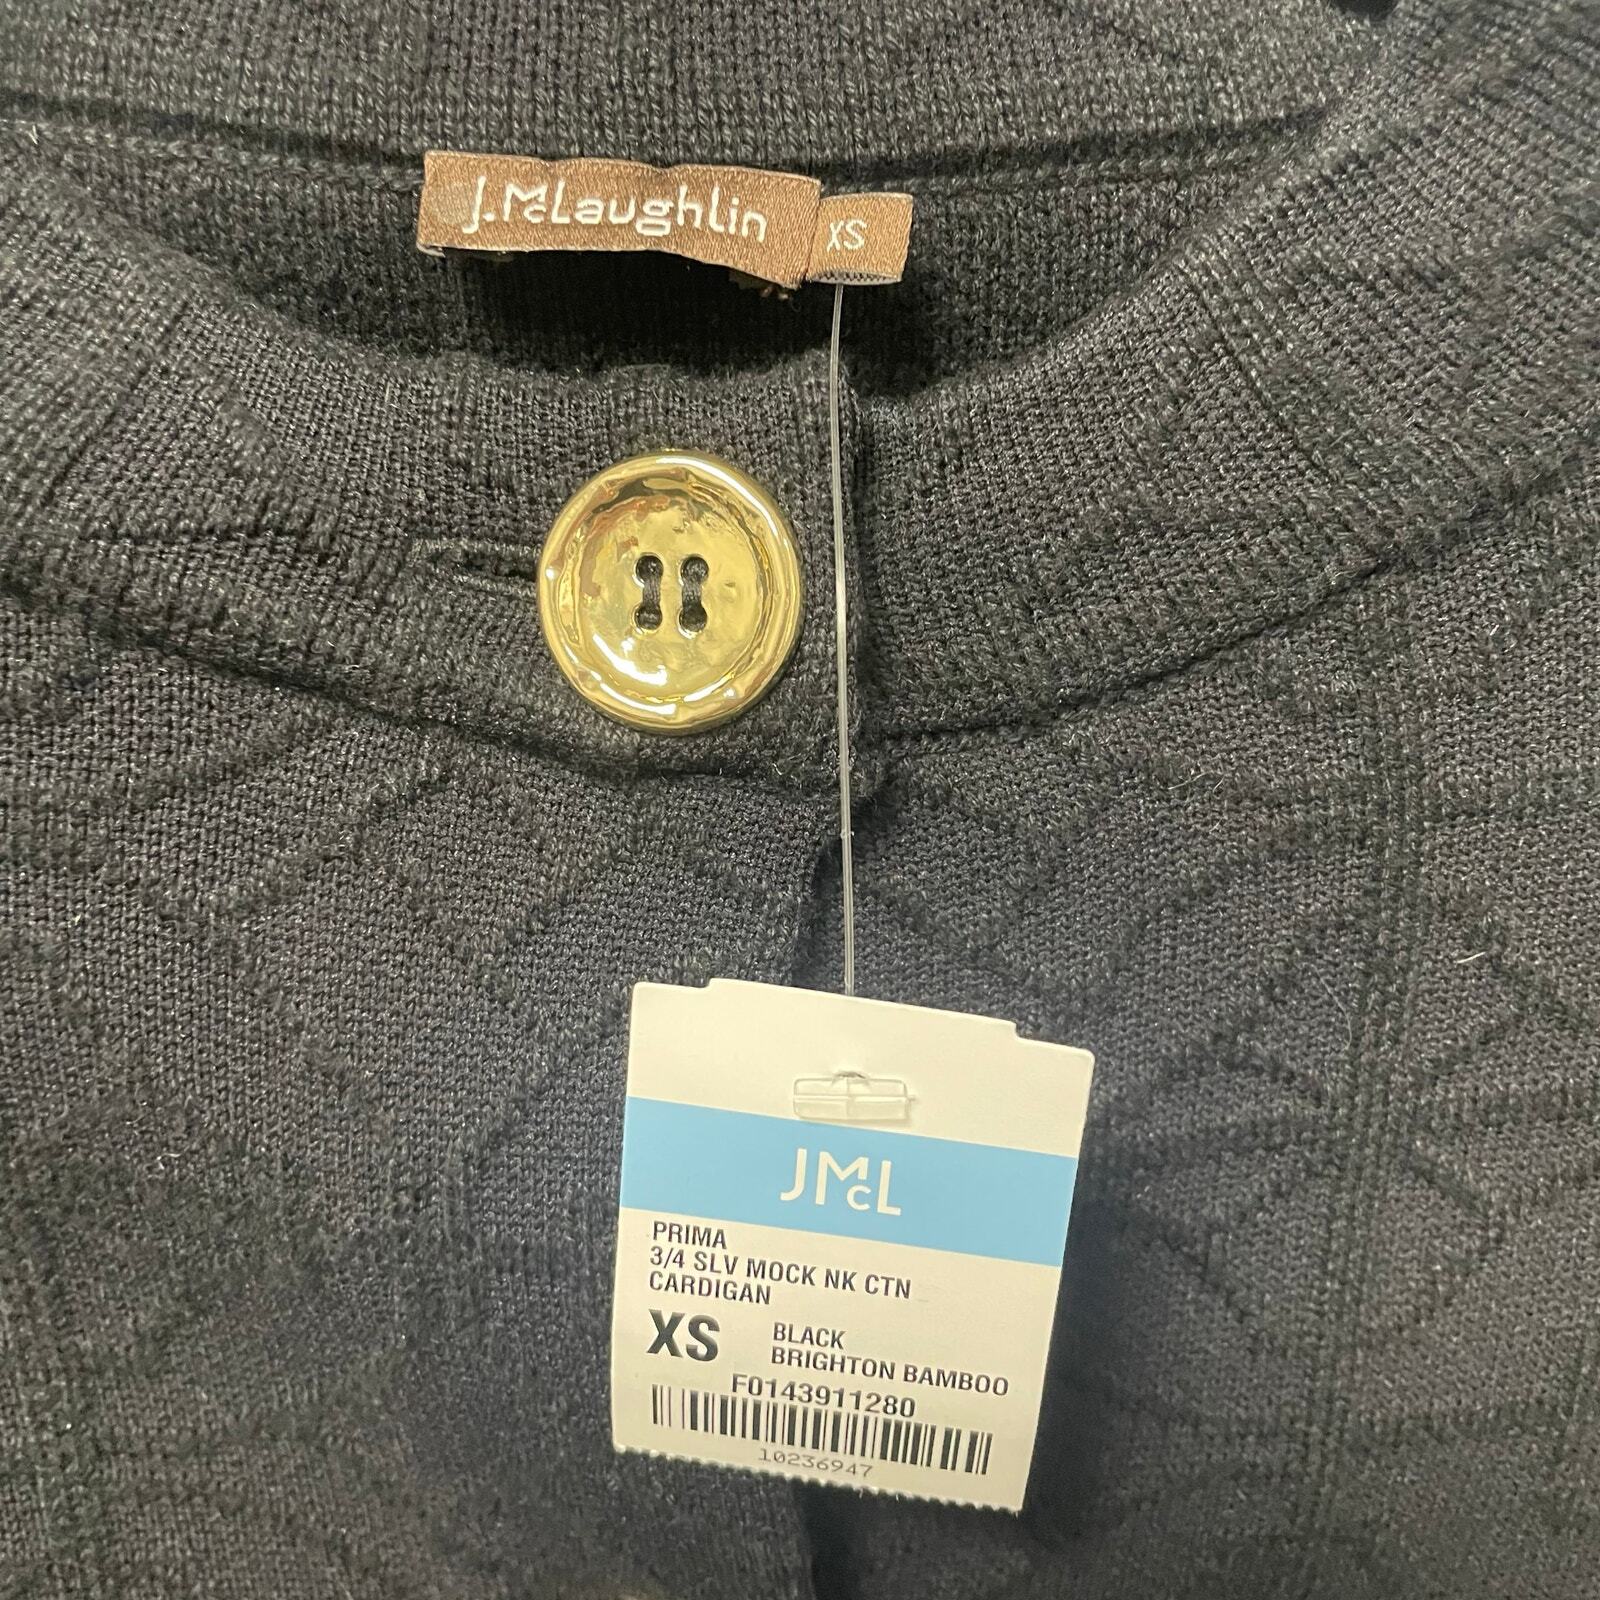 J.McLaughlin
XS
JMcL
PRIMA
3/4 SLV MOCK NK CTN
CARDIGAN
XS
BLACK
BRIGHTON BAMBOO
F0143911280
10236947